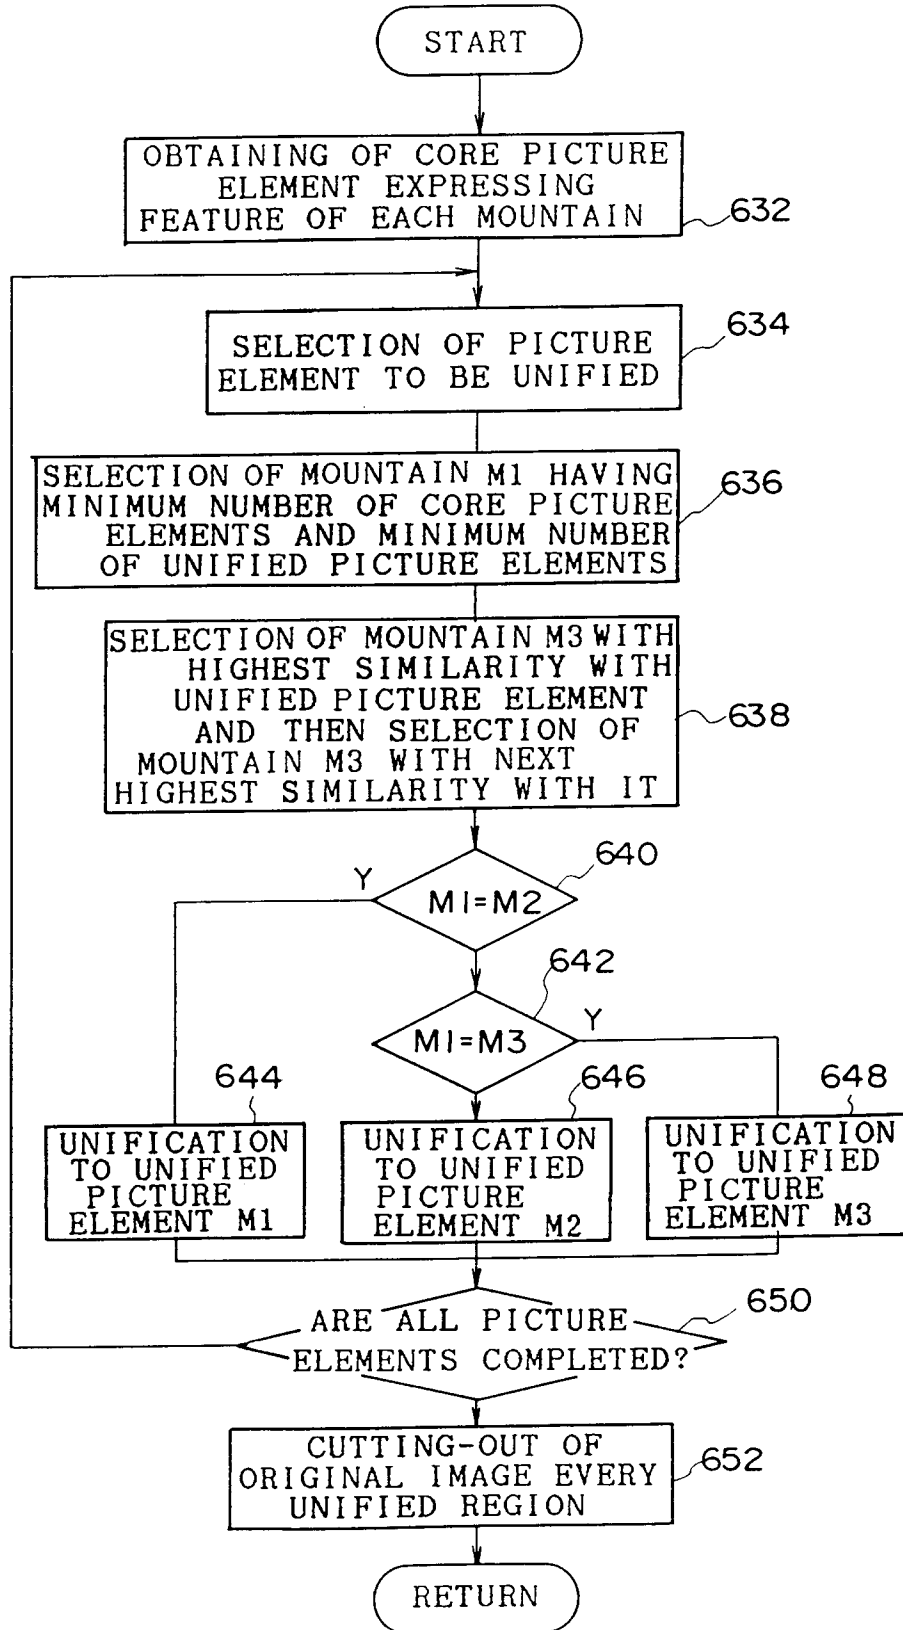 START
OBTAINING OF CORE PICTURE
ELEMENT EXPRESSING
FEATURE OF EACH MOUNTAIN
632
SELECTION OF PICTURE
ELEMENT TO BE UNIFIED
634
SELECTION OF MOUNTAIN M1 HAVING
MINIMUM NUMBER OF CORE PICTURE
ELEMENTS AND MINIMUM NUMBER
OF UNIFIED PICTURE ELEMENTS
636
SELECTION OF MOUNTAIN M3 WITH
HIGHEST SIMILARITY WITH
UNIFIED PICTURE ELEMENT
AND THEN SELECTION OF
MOUNTAIN M3 WITH NEXT
HIGHEST SIMILARITY WITH IT
638
640
Y
M1=M2
642
Y
M1=M3
644
UNIFICATION
TO UNIFIED
PICTURE
ELEMENT M1
646
UNIFICATION
TO UNIFIED
PICTURE
ELEMENT M2
648
UNIFICATION
TO UNIFIED
PICTURE
ELEMENT M3
650
ARE ALL PICTURE
ELEMENTS COMPLETED?
CUTTING-OUT OF
ORIGINAL IMAGE EVERY
UNIFIED REGION
652
RETURN